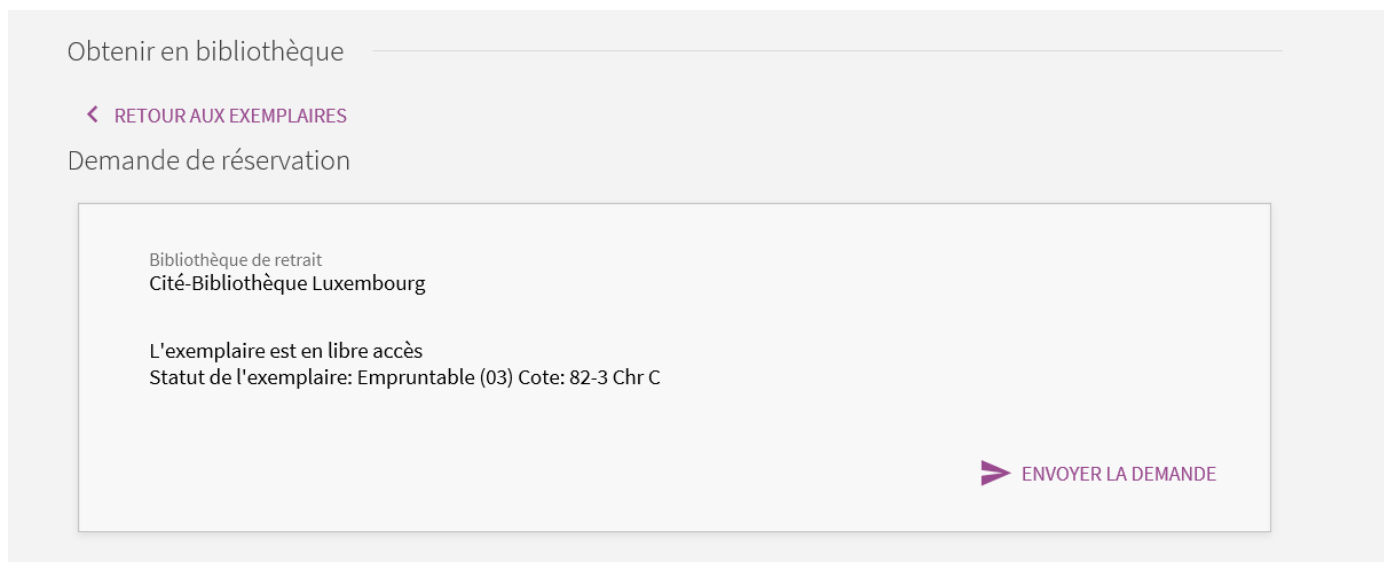 Obtenir en bibliothèque
RETOUR AUX EXEMPLAIRES
Demande de réservation
Bibliothèque de retrait
Cité-Bibliothèque Luxembourg
L'exemplaire est en libre accès
Statut de l'exemplaire: Empruntable (03) Cote: 82-3 Chr C
ENVOYER LA DEMANDE